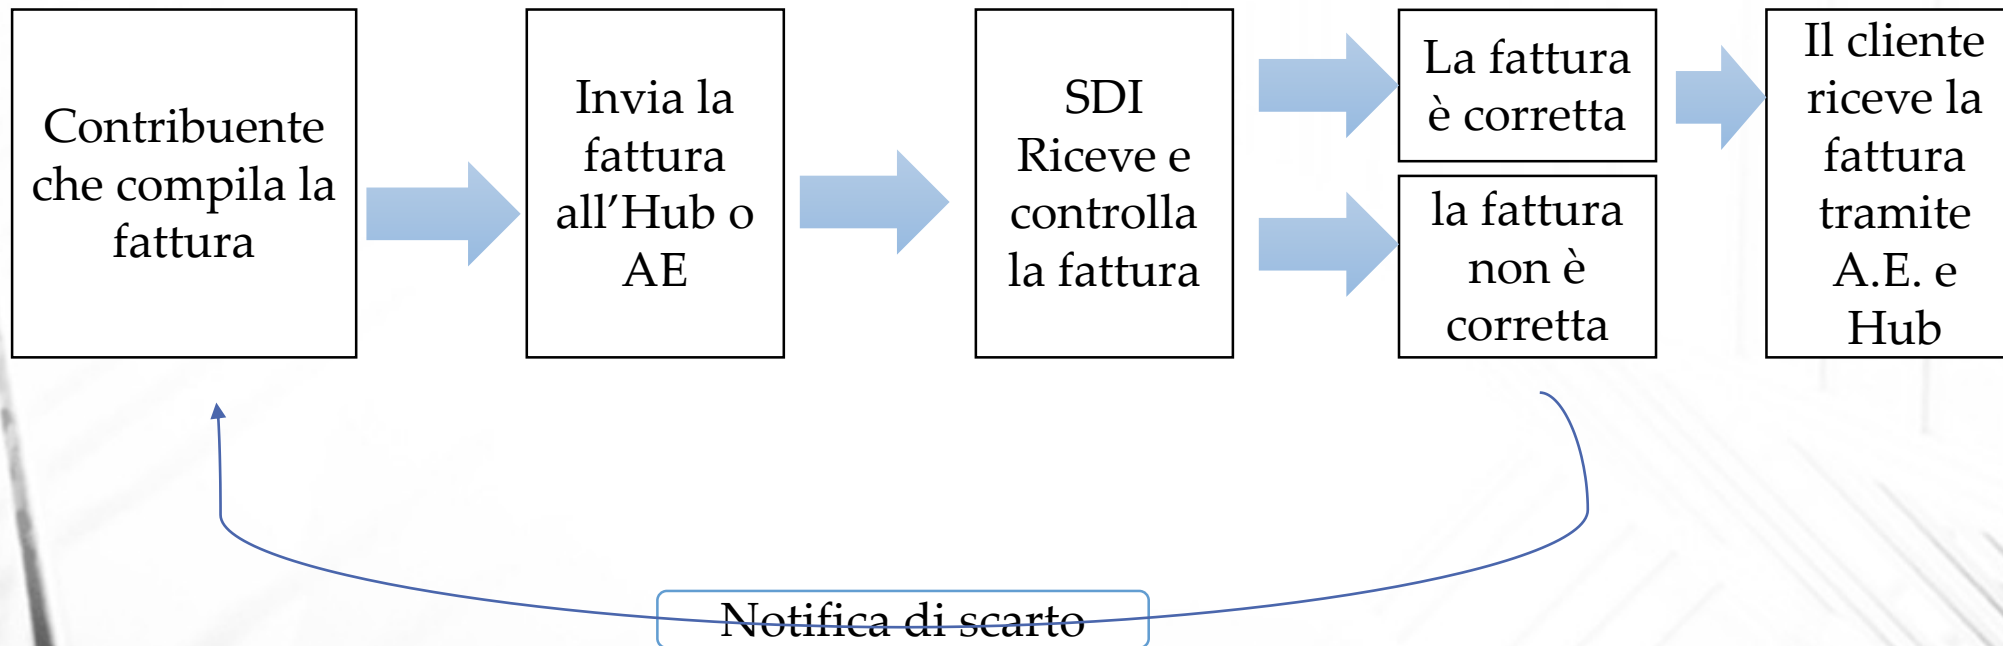 Contribuente
che compila la
fattura
Invia la
fattura
all’Hub o
AE
SDI
Riceve e
controlla
la fattura
La fattura
è corretta
la fattura
non è
corretta
Il cliente
riceve la
fattura
tramite
A.E. e
Hub
Notifica di scarto